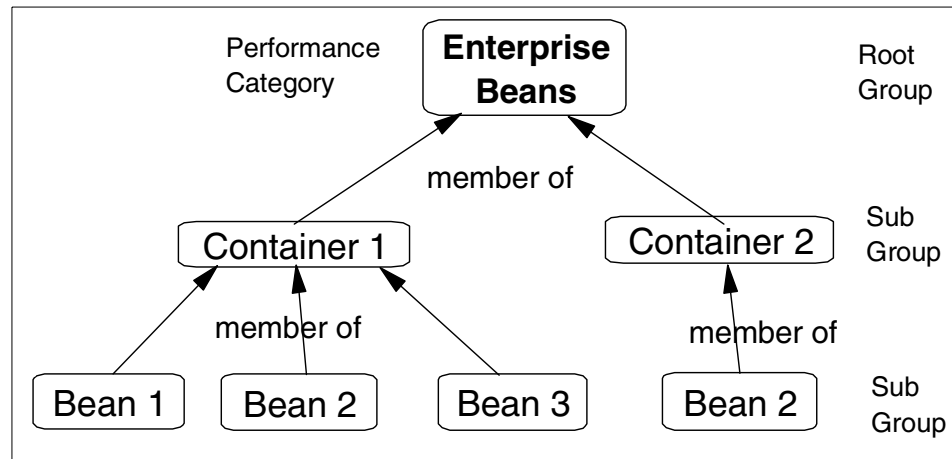 Performance
Category
Enterprise
Beans
Root
Group
member of
Container 1
Container 2
Sub
Group
member of
member of
Bean 1
Bean 2
Bean 3
Bean 2
Sub
Group